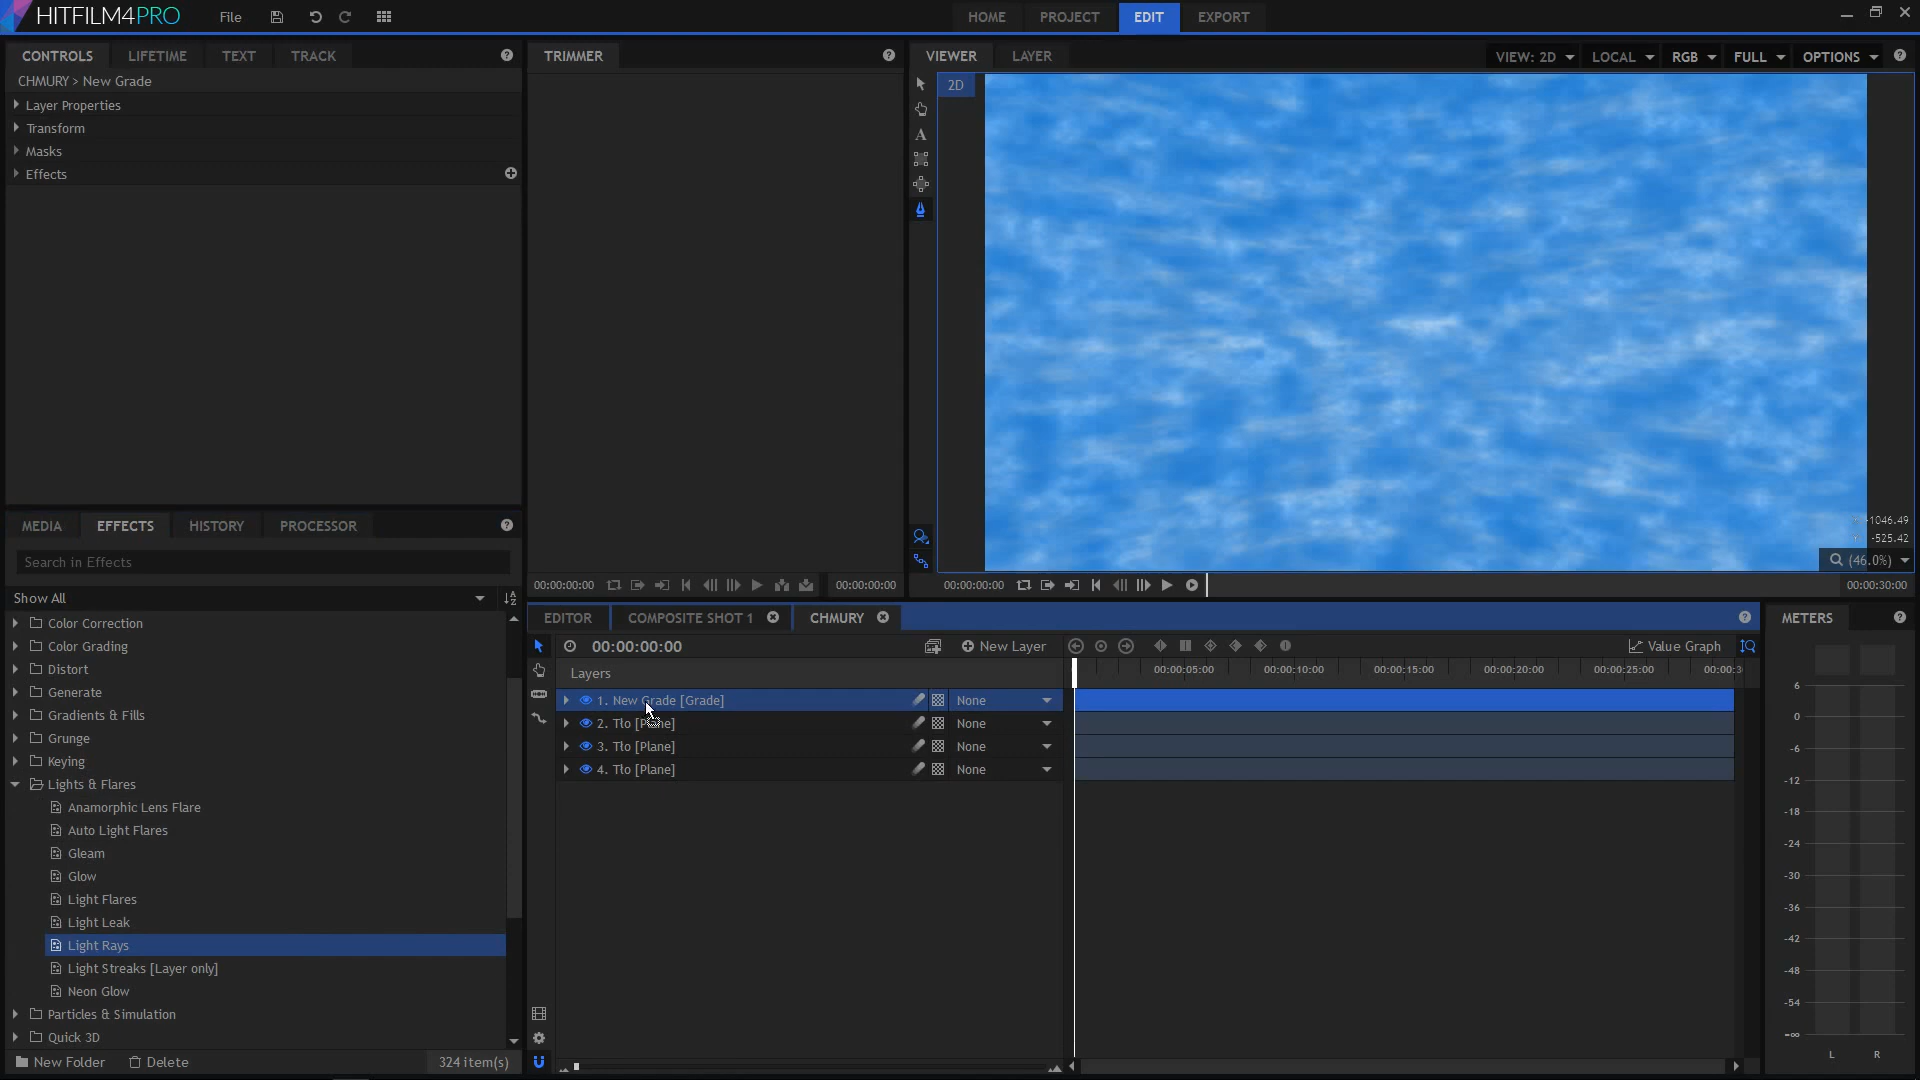 HITFILM4PRO
File
HOME
PROJECT
EDIT
EXPORT
CONTROLS
LIFETIME
TEXT
TRACK
CHMURY > New Grade
Layer Properties
Transform
Masks
Effects
TRIMMER
00:00:00:00
00:00:00:00
VIEWER
LAYER
VIEW: 2D
LOCAL
RGB
FULL
OPTIONS
2D
A
-1046.49
-525.42
(46.0%)
00:00:00:00
00:00:30:00
MEDIA
EFFECTS
HISTORY
PROCESSOR
Search in Effects
Show All
Color Correction
Color Grading
Distort
Generate
Gradients & Fills
Grunge
Keying
Lights & Flares
Anamorphic Lens Flare
Auto Light Flares
Gleam
Glow
Light Flares
Light Leak
Light Rays
Light Streaks [Layer only]
Neon Glow
Particles & Simulation
Quick 3D
New Folder
Delete
324 item(s)
EDITOR
COMPOSITE SHOT 1
CHMURY
00:00:00:00
New Layer
Value Graph
Layers
00:00:05:00
00:00:10:00
00:00:15:00
00:00:20:00
00:00:25:00
00:00:3
1. New Grade [Grade]
None
2. Tło [Plane]
None
3. Tło [Plane]
None
4. Tło [Plane]
None
METERS
6
0
-6
-12
-18
-24
-30
-36
-42
-48
-54
-∞
L
R